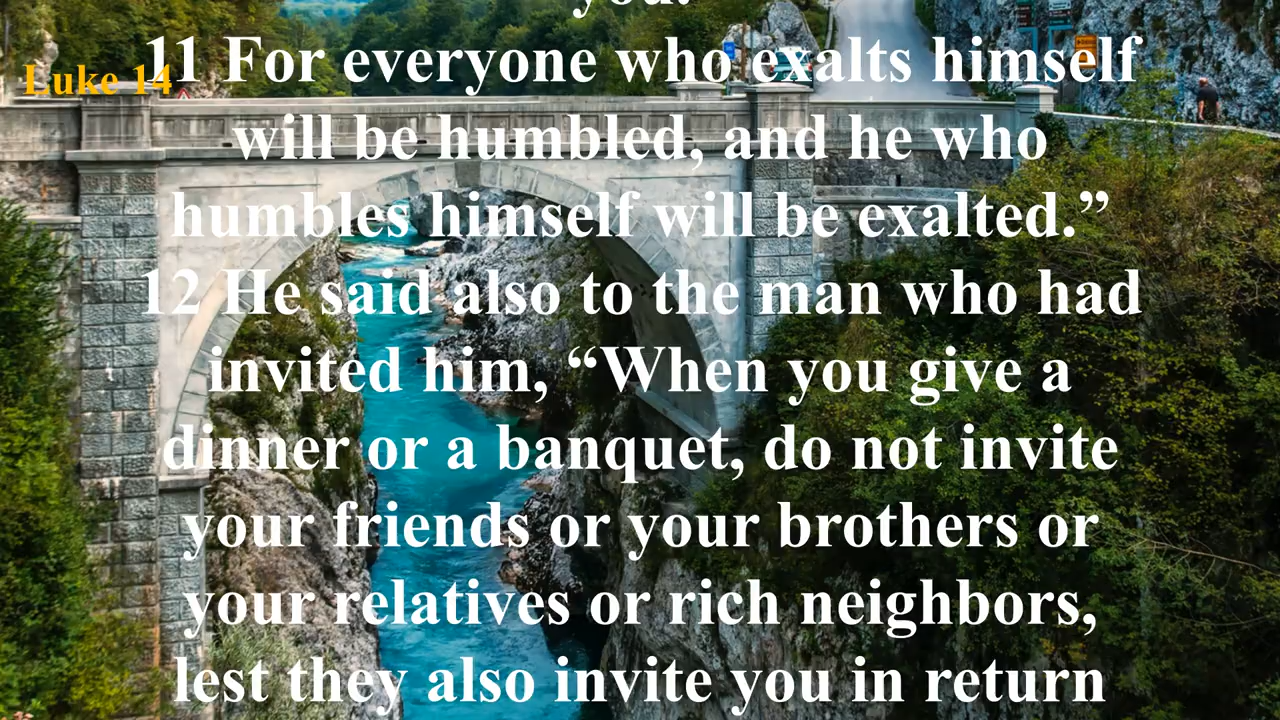 you.
Luke 14
11 For everyone who exalts himself
will be humbled, and he who
humbles himself will be exalted.”
12 He said also to the man who had
invited him, “When you give a
dinner or a banquet, do not invite
your friends or your brothers or
your relatives or rich neighbors,
lest they also invite you in return